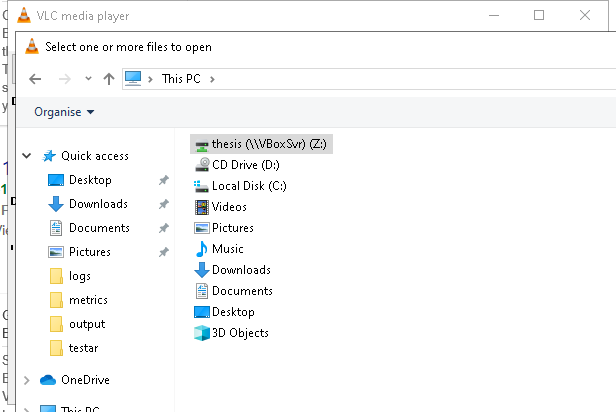 VLC media player
Select one or more files to open
This PC
Organise
Quick access
Desktop
Downloads
Documents
Pictures
logs
metrics
output
testar
OneDrive
This PC
thesis (\\VBoxSvr) (Z:)
CD Drive (D:)
Local Disk (C:)
Videos
Pictures
Music
Downloads
Documents
Desktop
3D Objects